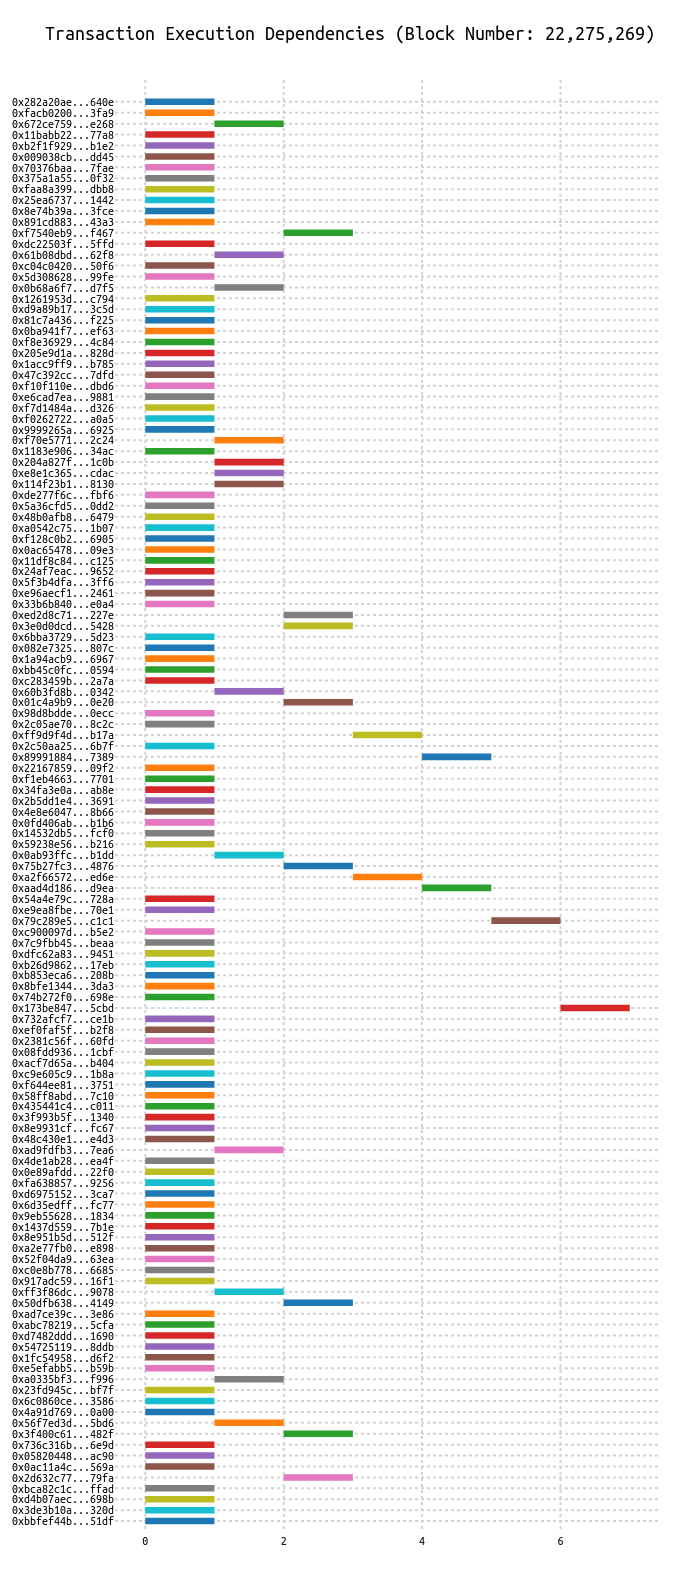 Transaction Execution Dependencies (Block Number: 22,275,269)
0x282a20ae...640e
0xfacb0200...3fa9
0x672ce759...e268
0x11babb22...77a8
0xb2f1f929...b1e2
0x009038cb...dd45
0x70376baa...7fae
0x375a1a55...0f32
0xfaa8a399...dbb8
0x25ea6737...1442
0x8e74b39a...3fce
0x891cd883...43a3
0xf7540eb9...f467
0xdc22503f...5ffd
0x61b08dbd...62f8
0xc04c0420...50f6
0x5d308628...99fe
0x0b68a6f7...d7f5
0x1261953d...c794
0xd9a89b17...3c5d
0x81c7a436...f225
0x0ba941f7...ef63
0xf8e36929...4c84
0x205e9d1a...828d
0x1acc9ff9...b785
0x47c392cc...7dfd
0xf10f110e...dbd6
0xe6cad7ea...9881
0xf7d1484a...d326
0xf0262722...a0a5
0x9999265a...6925
0xf70e5771...2c24
0x1183e906...34ac
0x204a827f...1c0b
0xe8e1c365...cdac
0x114f23b1...8130
0xde277f6c...fbf6
0x5a36cfd5...0dd2
0x48b0afb8...6479
0xa0542c75...1b07
0xf128c0b2...6905
0x0ac65478...09e3
0x11df8c84...c125
0x24af7eac...9652
0x5f3b4dfa...3ff6
0xe96aecf1...2461
0x33b6b840...e0a4
0xed2d8c71...227e
0x3e0d0dcd...5428
0x6bba3729...5d23
0x082e7325...807c
0x1a94acb9...6967
0xbb45c0fc...0594
0xc283459b...2a7a
0x60b3fd8b...0342
0x01c4a9b9...0e20
0x98d8bdde...0ecc
0x2c05ae70...8c2c
0xff9d9f4d...b17a
0x2c50aa25...6b7f
0x89991884...7389
0x22167859...09f2
0xf1eb4663...7701
0x34fa3e0a...ab8e
0x2b5dd1e4...3691
0x4e8e6047...8b66
0x0fd406ab...b1b6
0x14532db5...fcf0
0x59238e56...b216
0x0ab93ffc...b1dd
0x75b27fc3...4876
0xa2f66572...ed6e
0xaad4d186...d9ea
0x54a4e79c...728a
0xe9ea8fbe...70e1
0x79c289e5...c1c1
0xc900097d...b5e2
0x7c9fbb45...beaa
0xdfc62a83...9451
0xb26d9862...17eb
0xb853eca6...208b
0x8bfe1344...3da3
0x74b272f0...698e
0x173be847...5cbd
0x732afcf7...ce1b
0xef0faf5f...b2f8
0x2381c56f...60fd
0x08fdd936...1cbf
0xacf7d65a...b404
0xc9e605c9...1b8a
0xf644ee81...3751
0x58ff8abd...7c10
0x435441c4...c011
0x3f993b5f...1340
0x8e9931cf...fc67
0x48c430e1...e4d3
0xad9fdfb3...7ea6
0x4de1ab28...ea4f
0x0e89afdd...22f0
0xfa638857...9256
0xd6975152...3ca7
0x6d35edff...fc77
0x9eb55628...1834
0x1437d559...7b1e
0x8e951b5d...512f
0xa2e77fb0...e898
0x52f04da9...63ea
0xc0e8b778...6685
0x917adc59...16f1
0xff3f86dc...9078
0x50dfb638...4149
0xad7ce39c...3e86
0xabc78219...5cfa
0xd7482ddd...1690
0x54725119...8ddb
0x1fc54958...d6f2
0xe5efabb5...b59b
0xa0335bf3...f996
0x23fd945c...bf7f
0x6c0860ce...3586
0x4a91d769...0a00
0x56f7ed3d...5bd6
0x3f400c61...482f
0x736c316b...6e9d
0x05820448...ac90
0x0ac11a4c...569a
0x2d632c77...79fa
0xbca82c1c...ffad
0xd4b07aec...698b
0x3de3b10a...320d
0xbbfef44b...51df
0 2 4 6